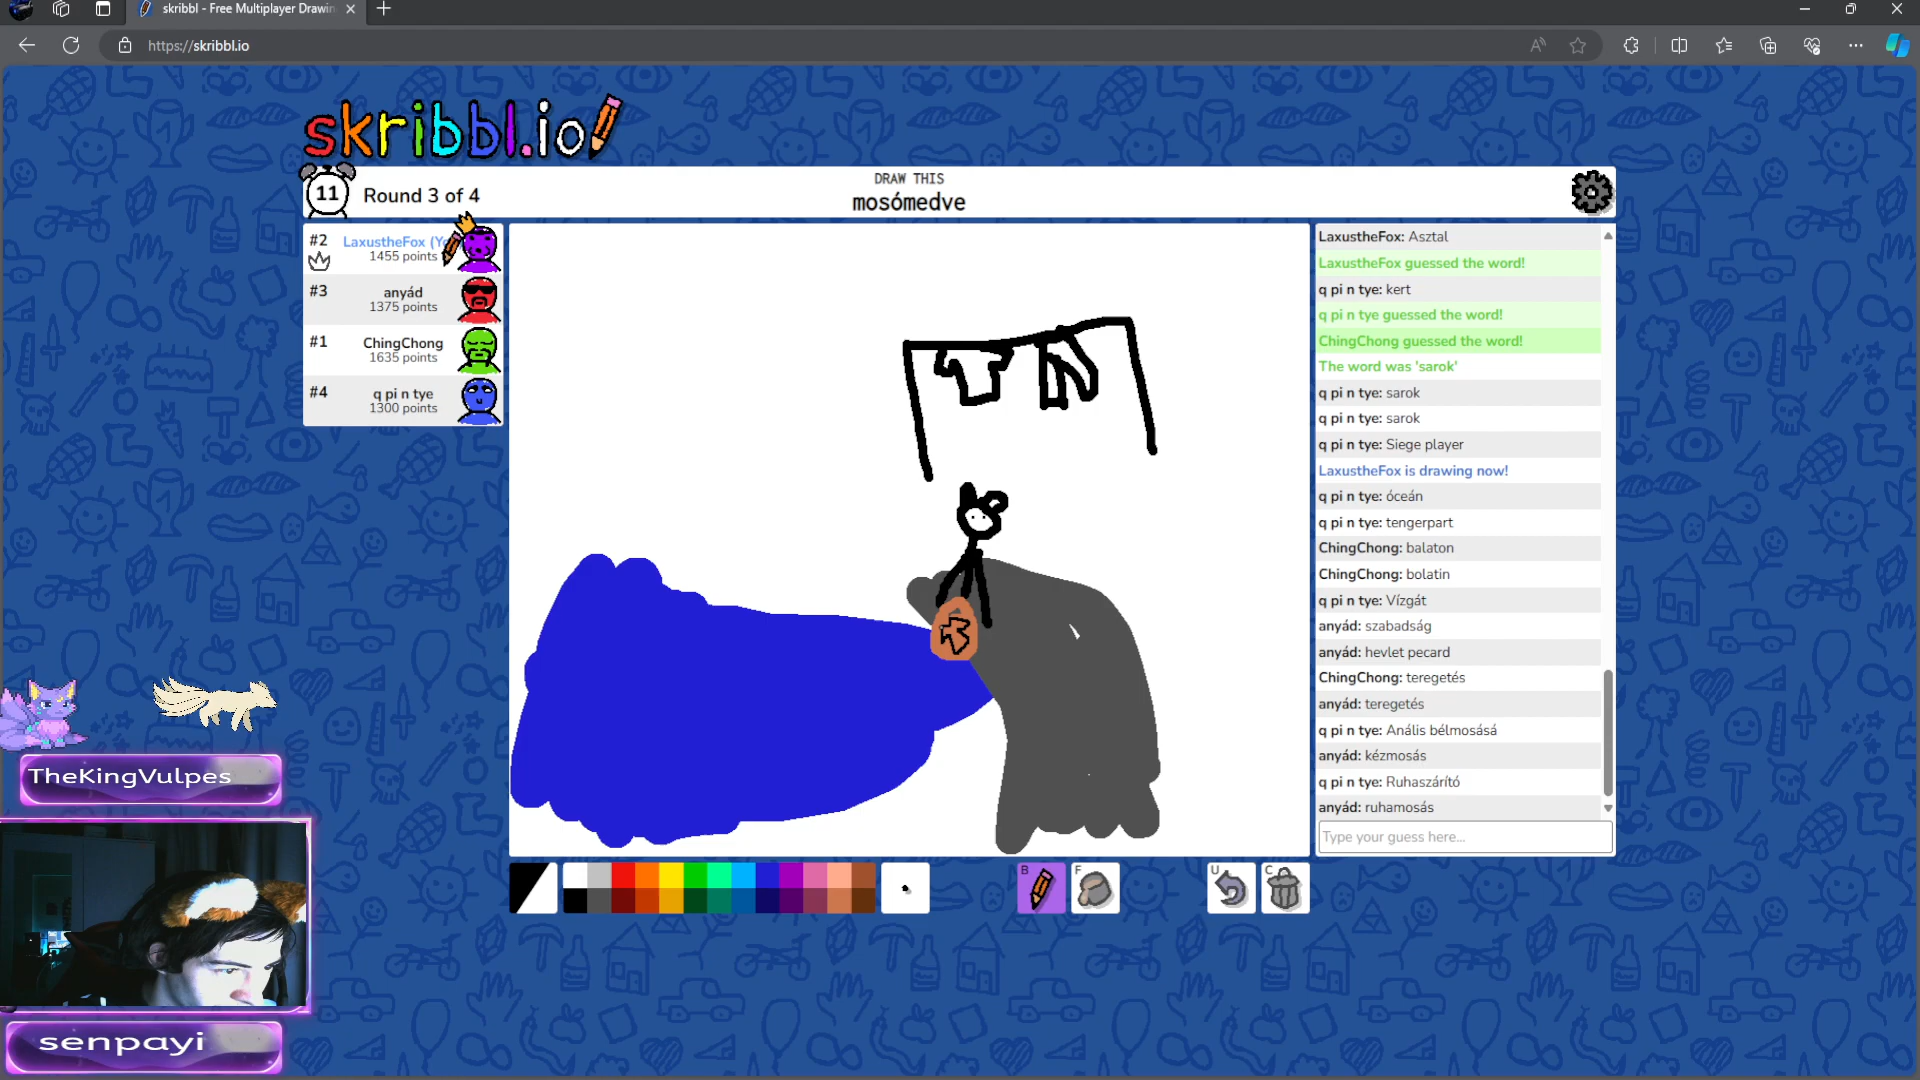 skribbl - Free Multiplayer Drawin
https://skribbl.io
skribbl.io
11
Round 3 of 4
DRAW THIS
mosómedve
#2
LaxustheFox (Yo
1455 points
#3
anyád
1375 points
#1
ChingChong
1635 points
#4
q pi n tye
1300 points
LaxustheFox: Asztal
LaxustheFox guessed the word!
q pi n tye: kert
q pi n tye guessed the word!
ChingChong guessed the word!
The word was 'sarok'
q pi n tye: sarok
q pi n tye: sarok
q pi n tye: Siege player
LaxustheFox is drawing now!
q pi n tye: óceán
q pi n tye: tengerpart
ChingChong: balaton
ChingChong: bolatin
q pi n tye: Vízgát
anyád: szabadság
anyád: hevlet pecard
ChingChong: teregetés
anyád: teregetés
q pi n tye: Anális bélmosásá
anyád: kézmosás
q pi n tye: Ruhaszárító
anyád: ruhamosás
Type your guess here...
B
F
U
C
TheKingVulpes
senpayi